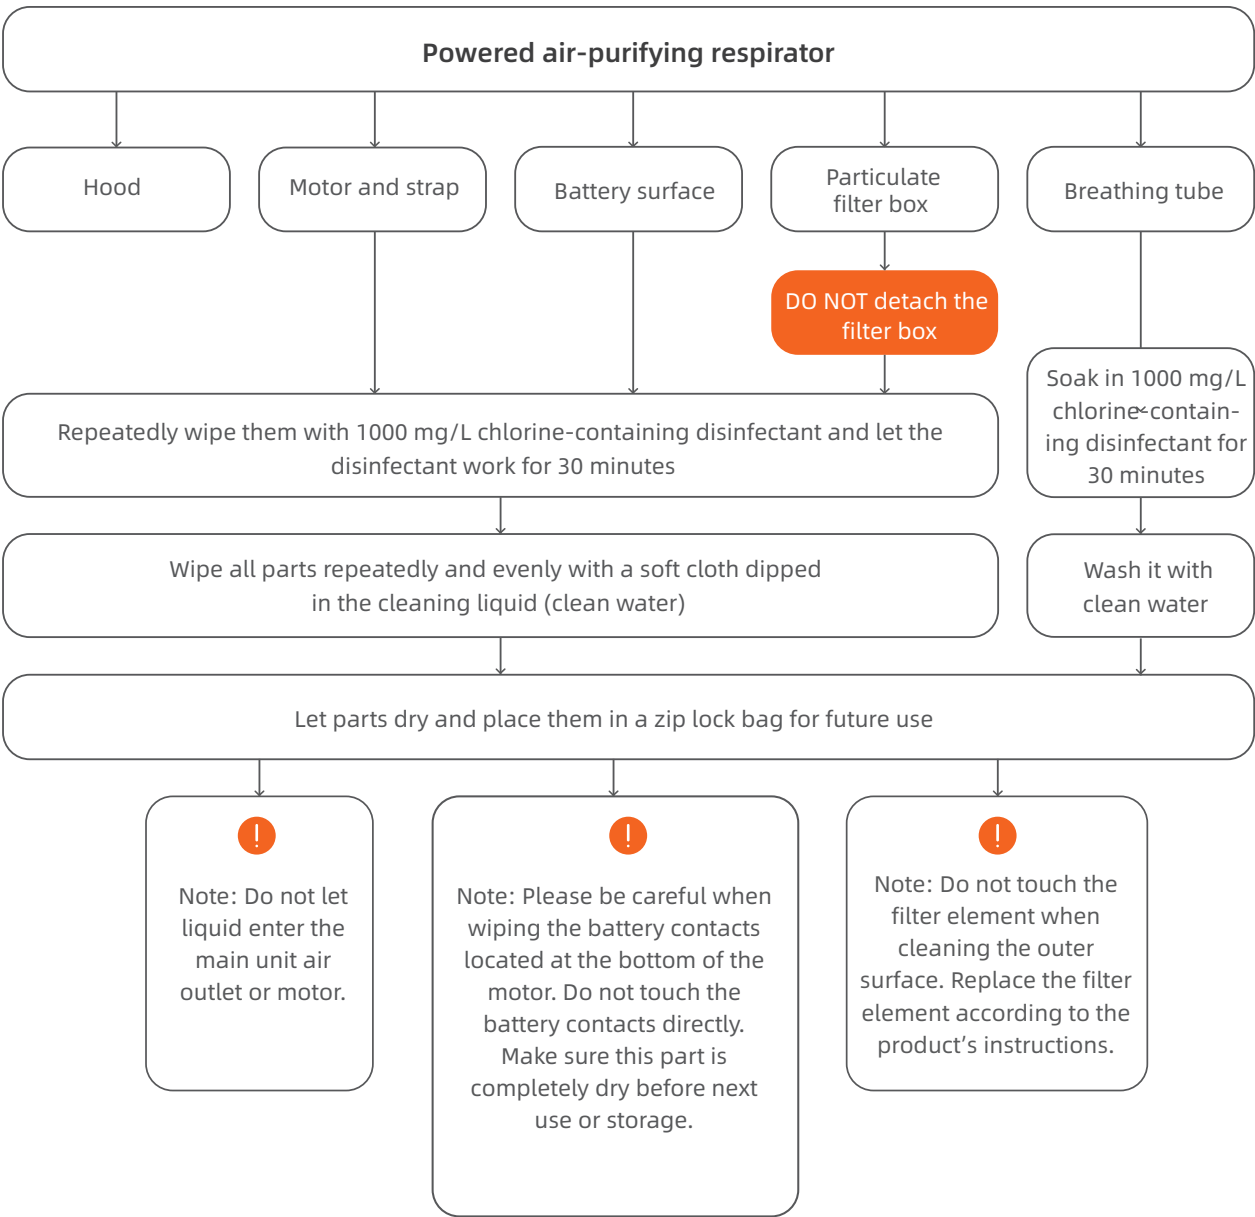 Powered air-purifying respirator
Hood
Motor and strap
Battery surface
Particulate
filter box
Breathing tube
DO NOT detach the
filter box
Repeatedly wipe them with 1000 mg/L chlorine-containing disinfectant and let the
disinfectant work for 30 minutes
Soak in 1000 mg/L
chlorine-contain-
ing disinfectant for
30 minutes
Wipe all parts repeatedly and evenly with a soft cloth dipped
in the cleaning liquid (clean water)
Wash it with
clean water
Let parts dry and place them in a zip lock bag for future use
!
Note: Do not let
liquid enter the
main unit air
outlet or motor.
!
Note: Please be careful when
wiping the battery contacts
located at the bottom of the
motor. Do not touch the
battery contacts directly.
Make sure this part is
completely dry before next
use or storage.
!
Note: Do not touch the
filter element when
cleaning the outer
surface. Replace the filter
element according to the
product’s instructions.